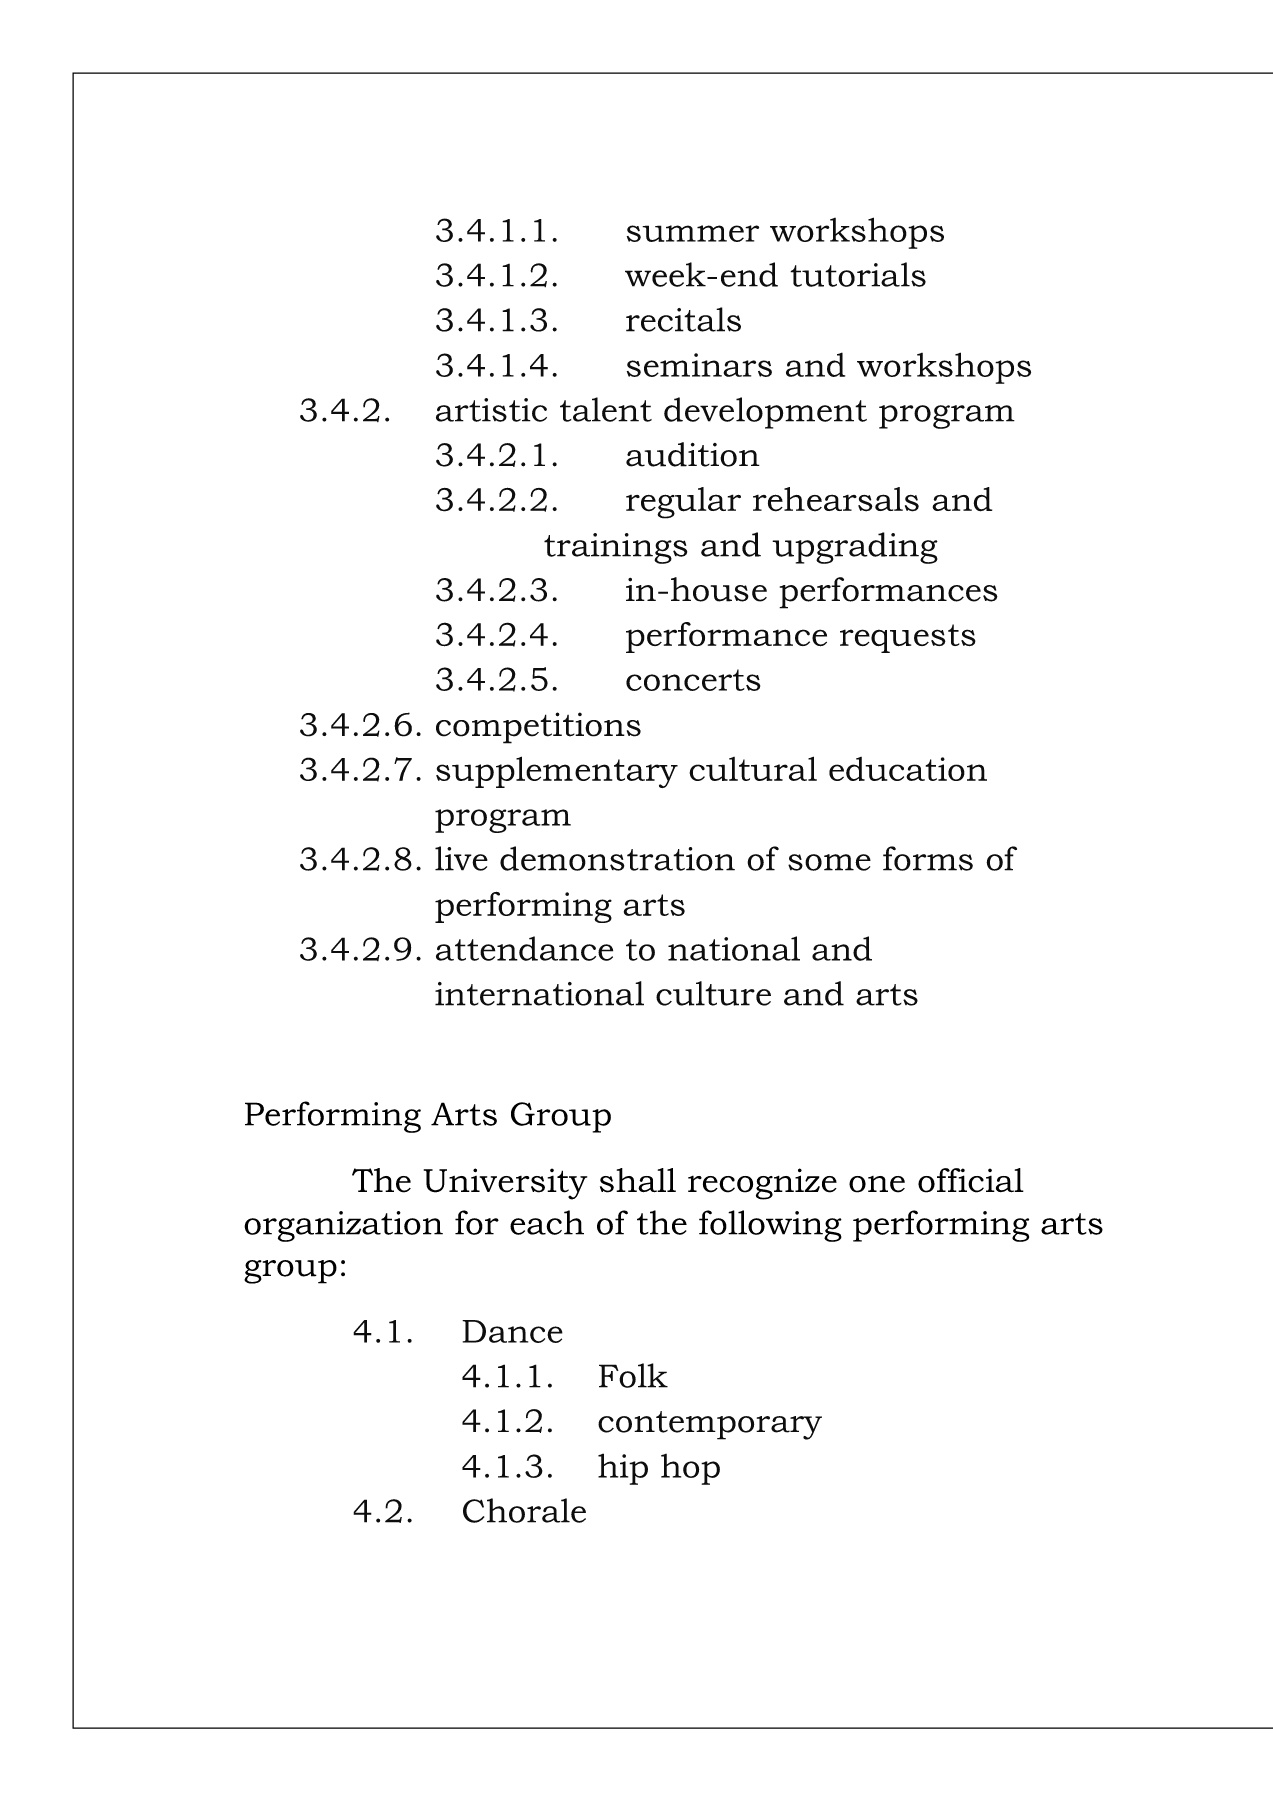 3.4.1.1. summer workshops
3.4.1.2. week-end tutorials
3.4.1.3. recitals
3.4.1.4. seminars and workshops
3.4.2. artistic talent development program
3.4.2.1. audition
3.4.2.2. regular rehearsals and
trainings and upgrading
3.4.2.3. in-house performances
3.4.2.4. performance requests
3.4.2.5. concerts
3.4.2.6. competitions
3.4.2.7. supplementary cultural education
program
3.4.2.8. live demonstration of some forms of
performing arts
3.4.2.9. attendance to national and
international culture and arts
Performing Arts Group
The University shall recognize one official
organization for each of the following performing arts
group:
4.1. Dance
4.1.1. Folk
4.1.2. contemporary
4.1.3. hip hop
4.2. Chorale